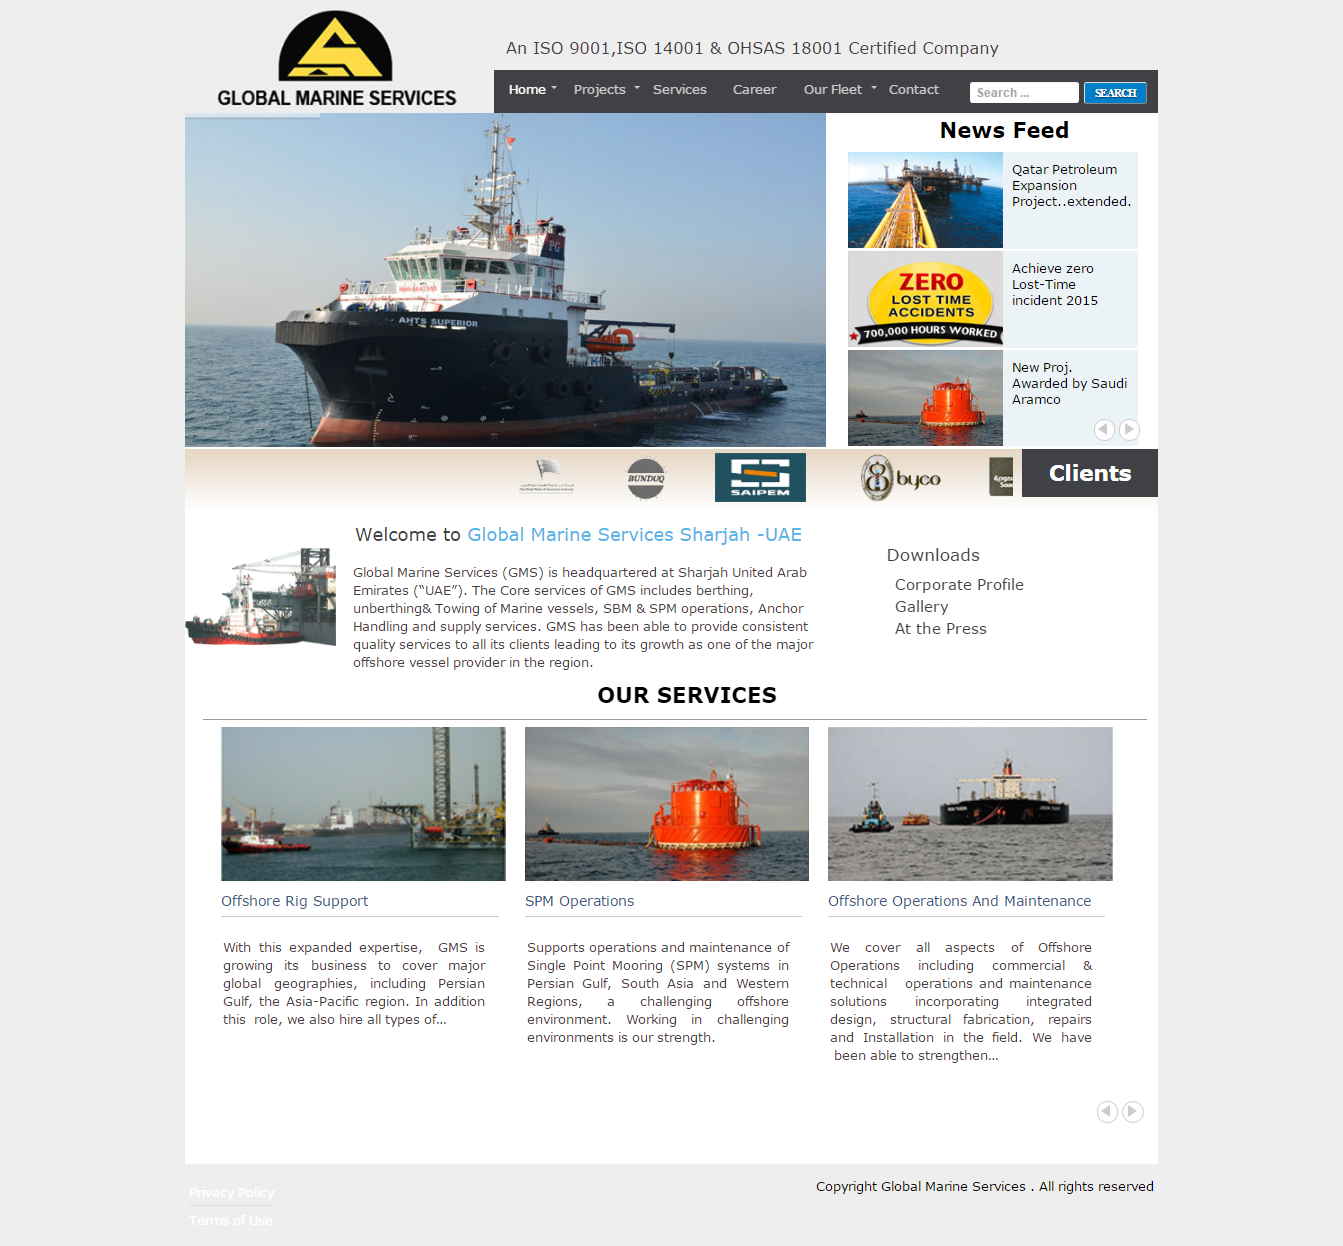 GLOBAL MARINE SERVICES
An ISO 9001,ISO 14001 & OHSAS 18001 Certified Company
Home Projects Services Career Our Fleet Contact Search ... SEARCH
AHTS SUPERIOR
PG
News Feed
Qatar Petroleum
Expansion
Project..extended.
ZERO
LOST TIME
ACCIDENTS
700,000 HOURS WORKED
Achieve zero
Lost-Time
incident 2015
New Proj.
Awarded by Saudi
Aramco
BUNDUQ
SAIPEM
byco
Clients
Welcome to Global Marine Services Sharjah -UAE
Global Marine Services (GMS) is headquartered at Sharjah United Arab
Emirates (“UAE”). The Core services of GMS includes berthing,
unberthing& Towing of Marine vessels, SBM & SPM operations, Anchor
Handling and supply services. GMS has been able to provide consistent
quality services to all its clients leading to its growth as one of the major
offshore vessel provider in the region.
Downloads
Corporate Profile
Gallery
At the Press
OUR SERVICES
Offshore Rig Support
With this expanded expertise, GMS is
growing its business to cover major
global geographies, including Persian
Gulf, the Asia-Pacific region. In addition
this role, we also hire all types of...
SPM Operations
Supports operations and maintenance of
Single Point Mooring (SPM) systems in
Persian Gulf, South Asia and Western
Regions, a challenging offshore
environment. Working in challenging
environments is our strength.
Offshore Operations And Maintenance
We cover all aspects of Offshore
Operations including commercial &
technical operations and maintenance
solutions incorporating integrated
design, structural fabrication, repairs
and Installation in the field. We have
been able to strengthen...
Privacy Policy
Terms of Use
Copyright Global Marine Services . All rights reserved